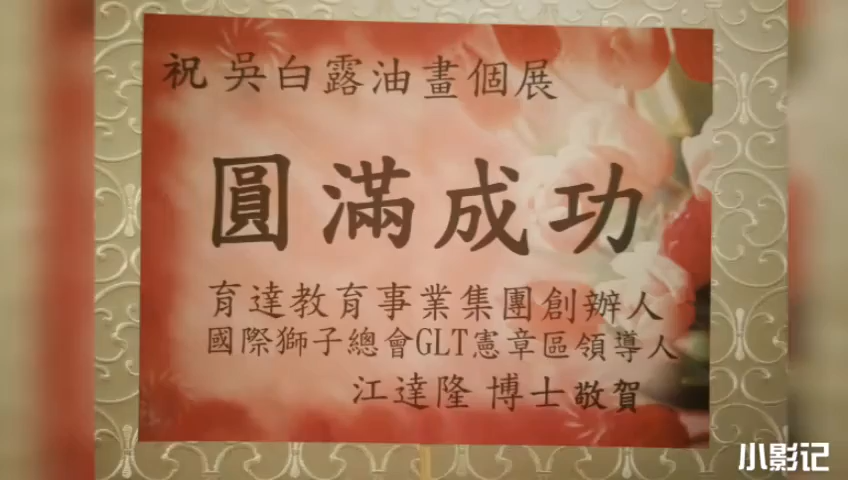 祝 吳白露油畫個展
圓滿成功
育達教育事業集團創辦人
國際獅子總會GLT憲章區領導人
江達隆 博士敬賀
小影记